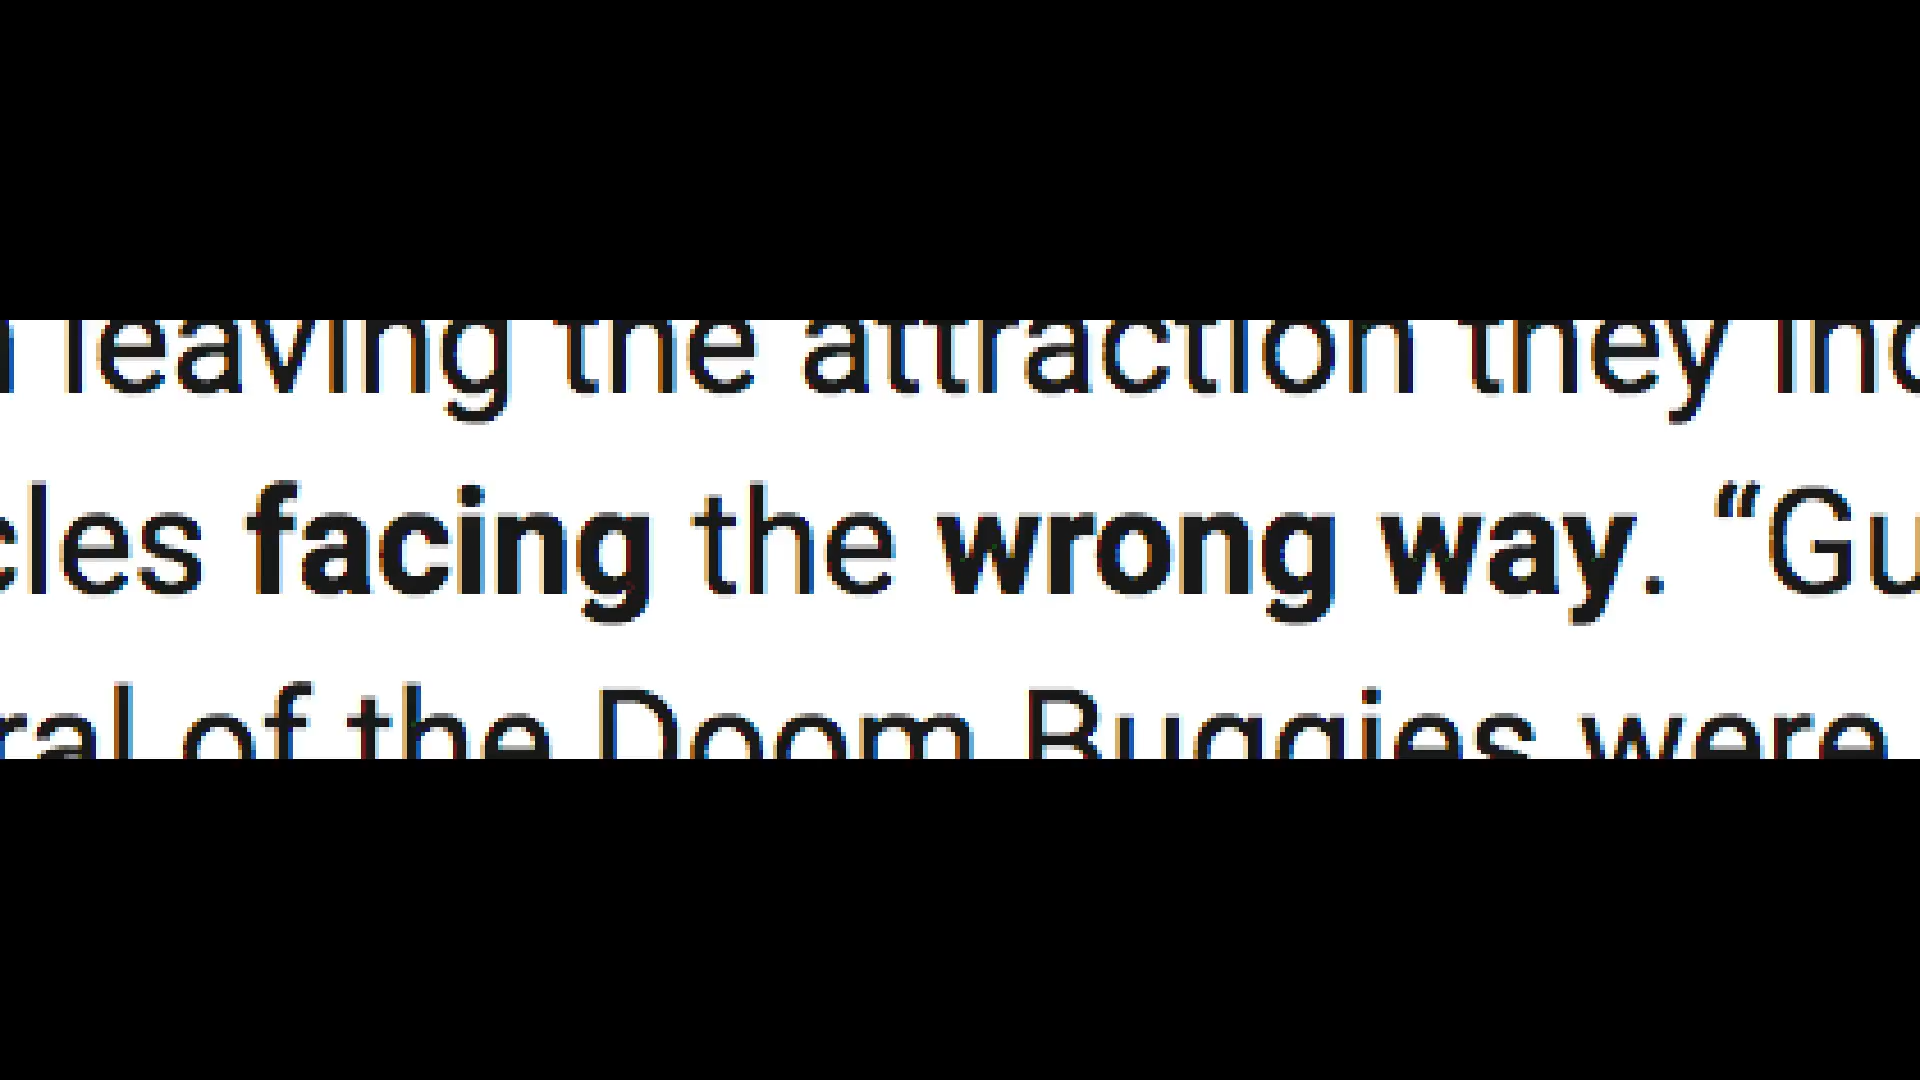 leaving the attraction they
cles facing the wrong way. “Gu
ral of the Doom Buggies were